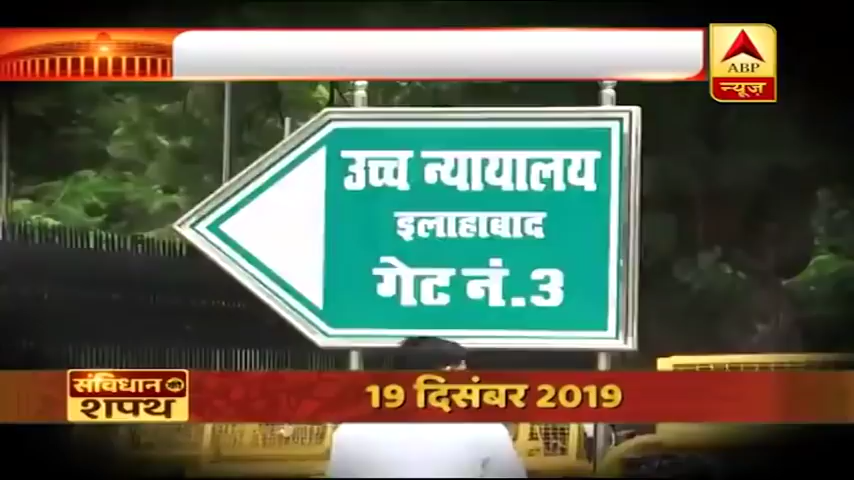 ABP
न्यूज़
उच्च न्यायालय
इलाहाबाद
गेट नं.3
संविधान की
शपथ
19 दिसंबर 2019